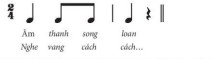 2
4
Âm thanh song loan
Nghe vang cách cách...